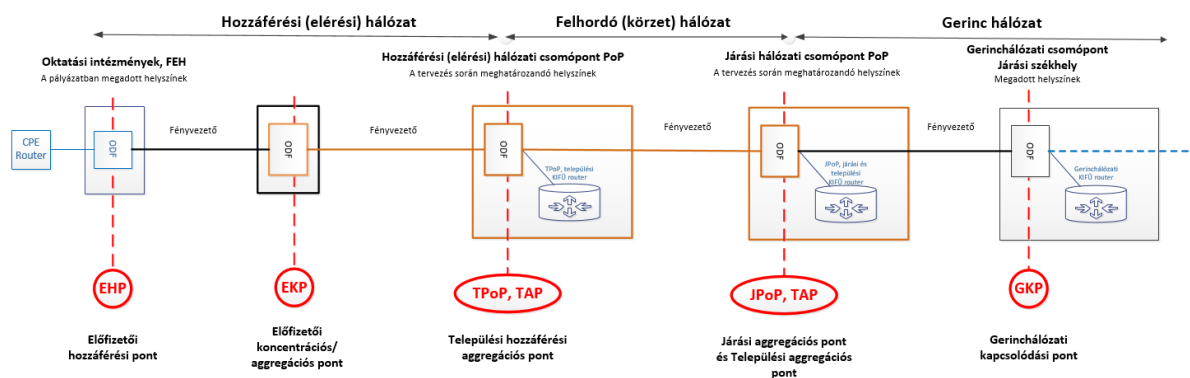 Hozzáférési (elérési) hálózat
Felhordó (körzet) hálózat
Gerinc hálózat
Oktatási intézmények, FEH
A pályázatban megadott helyszínek
Hozzáférési (elérési) hálózati csomópont PoP
A tervezés során meghatározandó helyszínek
Járási hálózati csomópont PoP
A tervezés során meghatározandó helyszínek
Gerinchálózati csomópont
Járási székhely
Megadott helyszínek
CPE
Router
ODF
Fényvezető
ODF
Fényvezető
ODF
TPoP, települési
KIFÜ router
Fényvezető
ODF
JPoP, járási és
települési
KIFÜ router
Fényvezető
ODF
Gerinchálózati
KIFÜ router
EHP
EKP
TPoP, TAP
JPoP, TAP
GKP
Előfizetői
hozzáférési pont
Előfizetői
koncentrációs/
aggregációs pont
Települési hozzáférési
aggregációs pont
Járási aggregációs pont
és Települési aggregációs
pont
Gerinchálózati
kapcsolódási pont